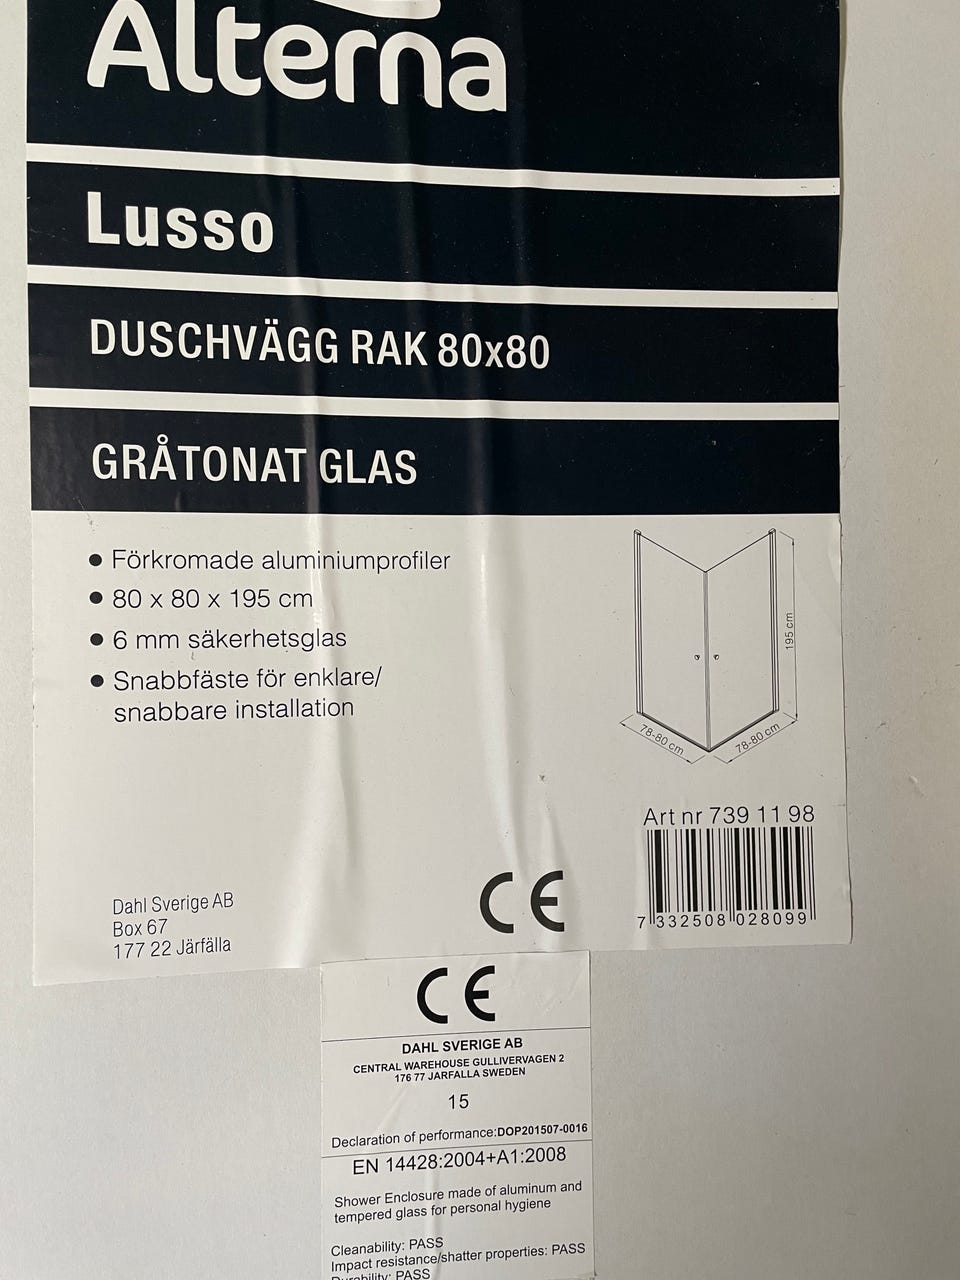 Alterna
Lusso
DUSCHVÄGG RAK 80x80
GRÅTONAT GLAS
● Förkromade aluminiumprofiler
● 80 x 80 x 195 cm
● 6 mm säkerhetsglas
● Snabbfäste för enklare/
snabbare installation
195 cm
78-80 cm
78-80 cm
Art nr 739 11 98
7 332508 028099
Dahl Sverige AB
Box 67
177 22 Järfälla
CE
CE
DAHL SVERIGE AB
CENTRAL WAREHOUSE GULLIVERVAGEN 2
176 77 JARFALLA SWEDEN
15
Declaration of performance:DOP201507-0016
EN 14428:2004+A1:2008
Shower Enclosure made of aluminum and
tempered glass for personal hygiene
Cleanability: PASS
Impact resistance/shatter properties: PASS
Durability: PASS